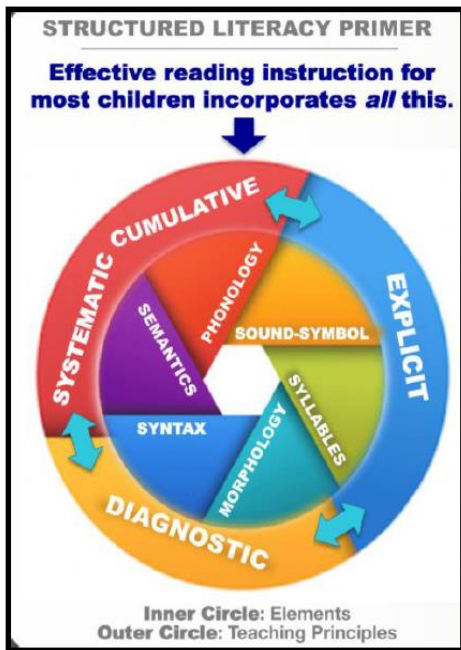 STRUCTURED LITERACY PRIMER
Effective reading instruction for
most children incorporates all this.
SYSTEMATIC CUMULATIVE
EXPLICIT
DIAGNOSTIC
PHONOLOGY
SOUND-SYMBOL
SYLLABLES
MORPHOLOGY
SYNTAX
SEMANTICS
Inner Circle: Elements
Outer Circle: Teaching Principles